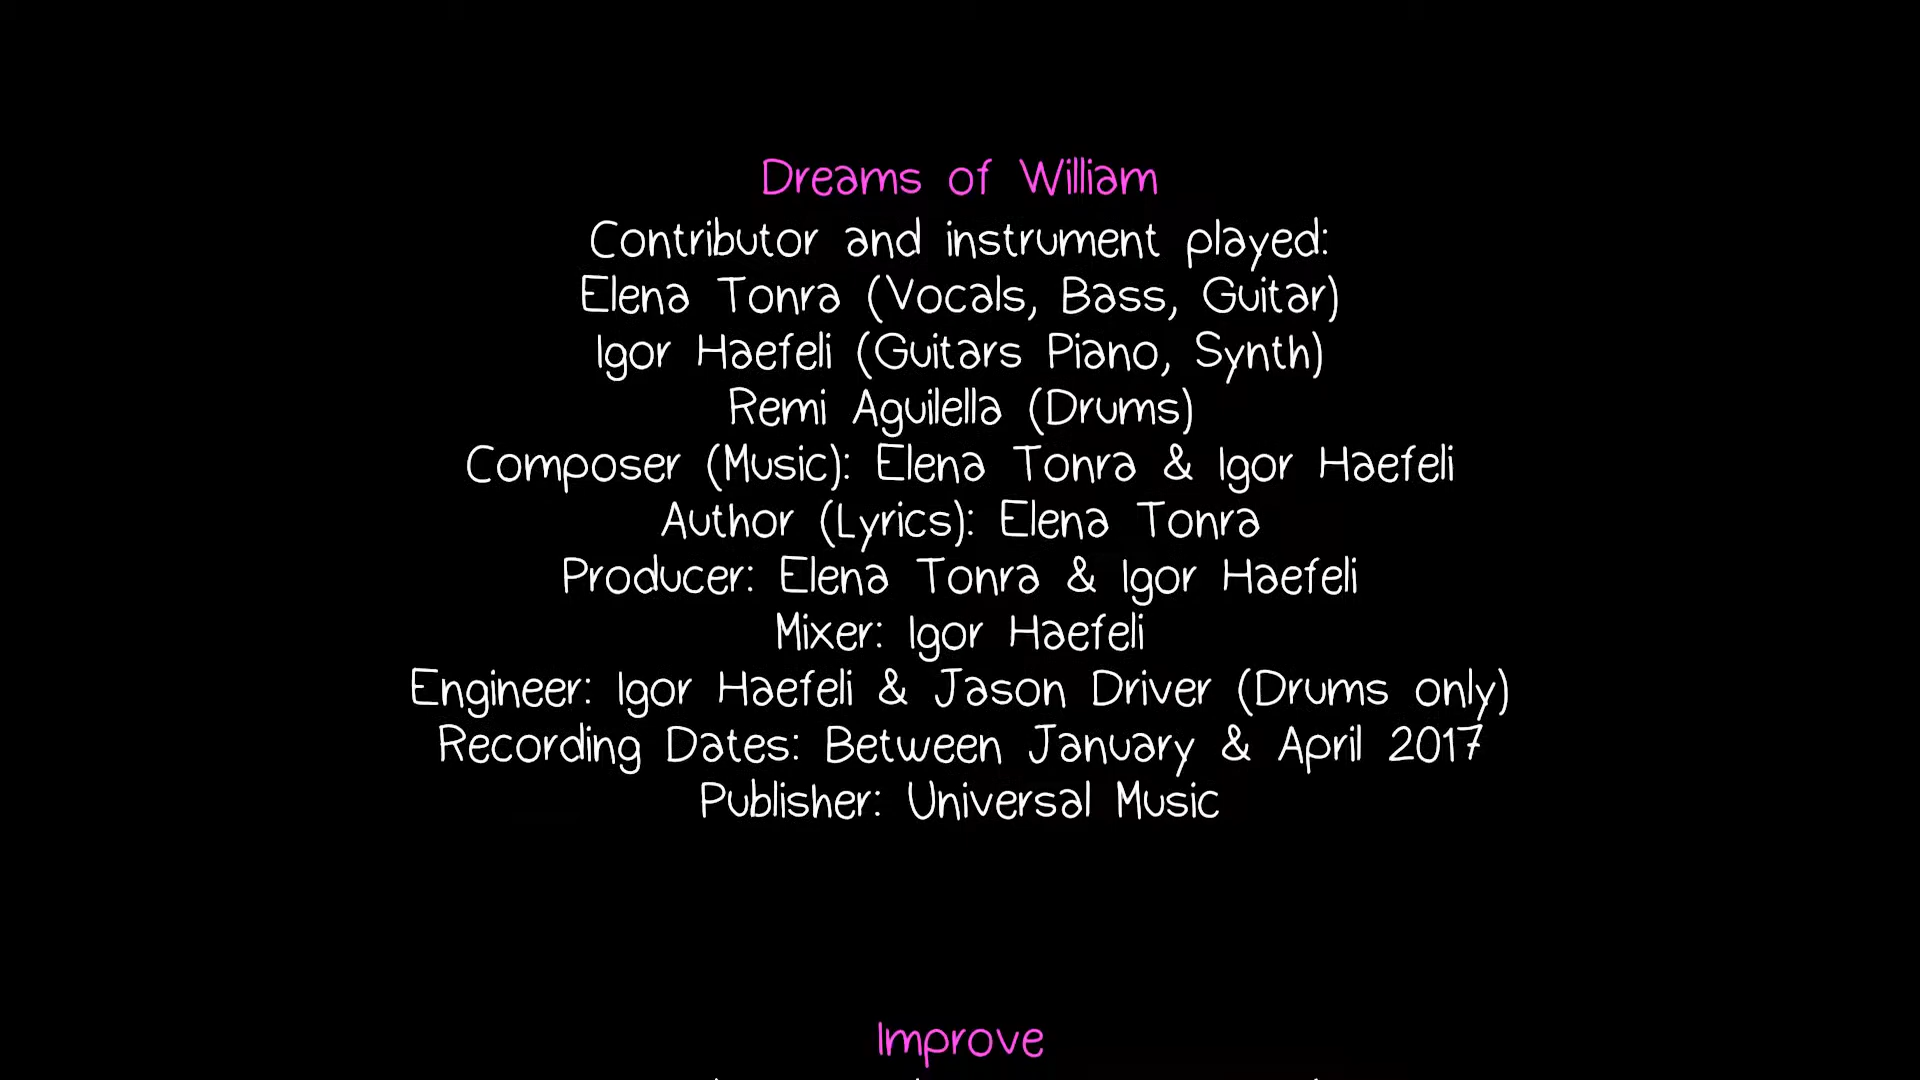 Dreams of William
Contributor and instrument played:
Elena Tonra (Vocals, Bass, Guitar)
Igor Haefeli (Guitars Piano, Synth)
Remi Aguilella (Drums)
Composer (Music): Elena Tonra & Igor Haefeli
Author (Lyrics): Elena Tonra
Producer: Elena Tonra & Igor Haefeli
Mixer: Igor Haefeli
Engineer: Igor Haefeli & Jason Driver (Drums only)
Recording Dates: Between January & April 2017
Publisher: Universal Music
Improve